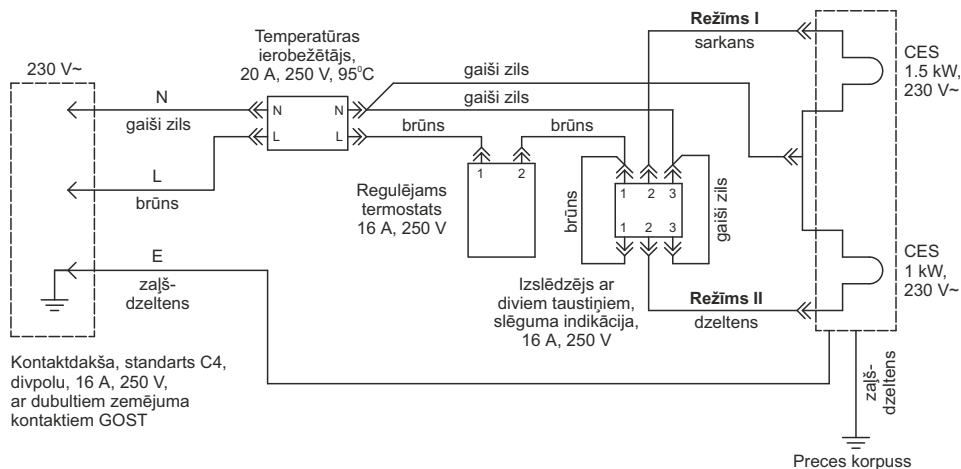 230 V~
N
gaiši zils
L
brūns
E
zaļš-
dzeltens
Kontaktdakša, standarts C4,
divpolu, 16 A, 250 V,
ar dubultiem zemējuma
kontaktiem GOST
Temperatūras
ierobežētājs,
20 A, 250 V, 95°C
N
N
L
L
gaiši zils
gaiši zils
brūns
brūns
1
2
Regulējams
termostats
16 A, 250 V
Režīms I
sarkans
brūns
1 2 3
1 2 3
gaiši zils
Izslēdzējs ar
diviem taustiņiem,
slēguma indikācija,
16 A, 250 V
Režīms II
dzeltens
CES
1.5 kW,
230 V~
CES
1 kW,
230 V~
zaļš-
dzeltens
Preces korpuss